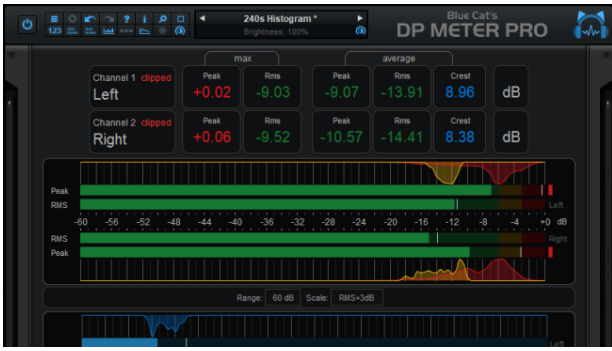 Blue Cat's
DP METER PRO
240s Histogram *
Brightness: 100%
123
max average
Peak Rms Peak Rms Crest
Channel 1 clipped
Left +0.02 -9.03 -9.07 -13.91 8.96 dB
Peak Rms Peak Rms Crest
Channel 2 clipped
Right +0.06 -9.52 -10.57 -14.41 8.38 dB
Peak
RMS Left
-60 -56 -52 -48 -44 -40 -36 -32 -28 -24 -20 -16 -12 -8 -4 +0 dB
RMS Right
Peak
Range: 60 dB Scale: RMS+3dB
Left